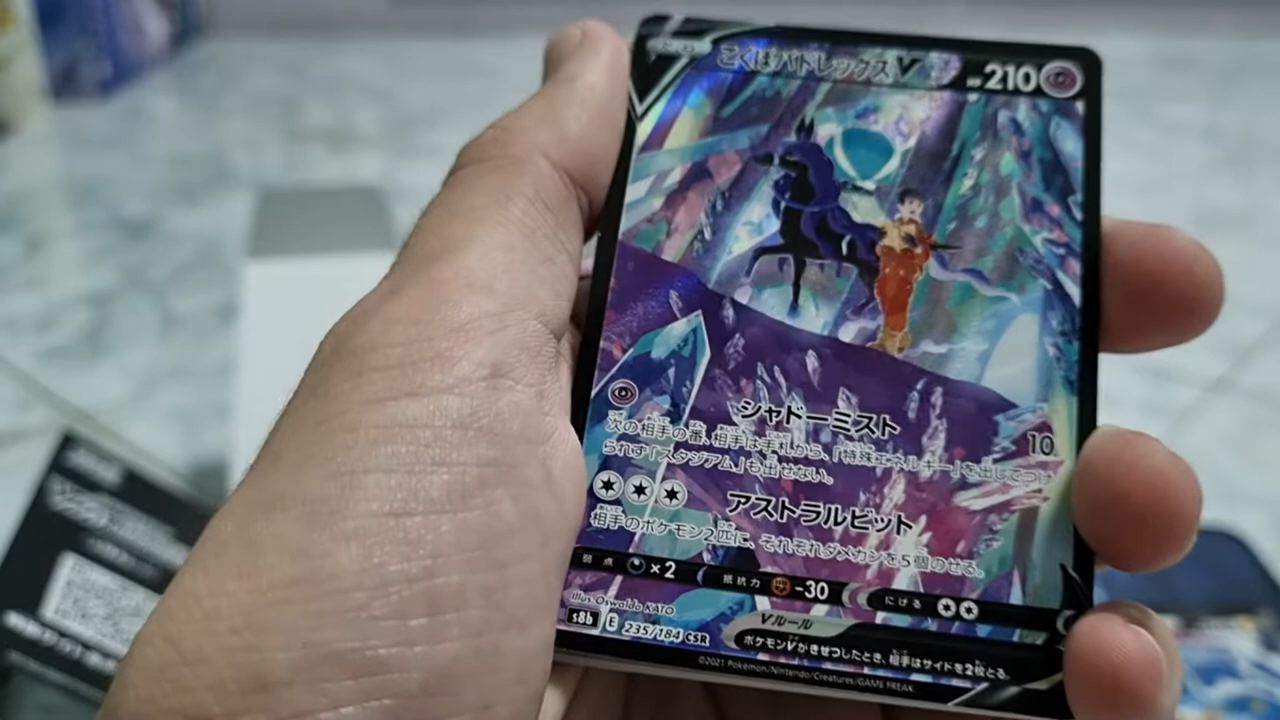 こくばバドレックスV
HP 210
シャドーミスト
10
次の相手の番、相手は手札から、「特殊エネルギー」を出してつけ
られず「スタジアム」も出せない。
アストラルビット
相手のポケモン2匹に、それぞれダメカンを5個のせる。
弱点 ×2 抵抗力 -30 にげる
Illus. Oswaldo KATO
Vルール
s8b E 235/184 CSR
ポケモンVがきぜつしたとき、相手はサイドを2枚とる。
©2021 Pokémon/Nintendo/Creatures/GAME FREAK.